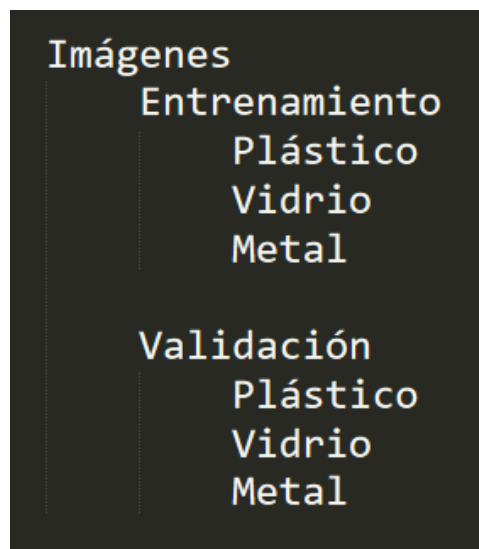 Imágenes
Entrenamiento
Plástico
Vidrio
Metal
Validación
Plástico
Vidrio
Metal